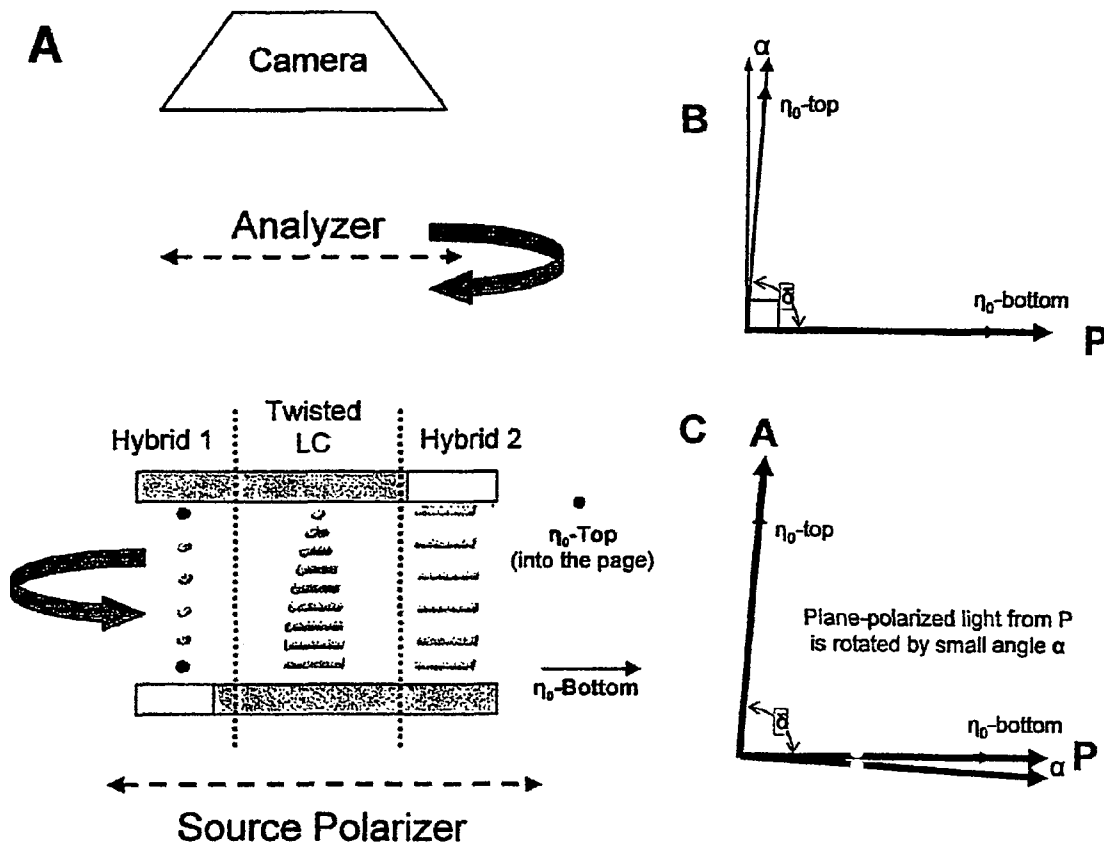 A
Camera
Analyzer
Hybrid 1
Twisted
LC
Hybrid 2
η₀-Top
(into the page)
η₀-Bottom
Source Polarizer
B
α
η₀-top
δ
η₀-bottom
P
C
A
η₀-top
Plane-polarized light from P
is rotated by small angle α
δ
η₀-bottom
P
α